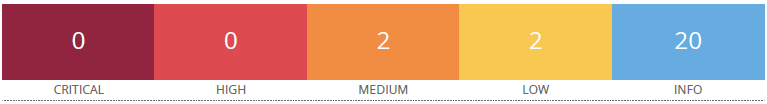 0 0 2 2 20
CRITICAL HIGH MEDIUM LOW INFO